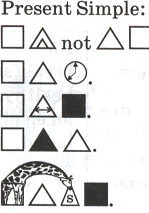 Present Simple:
not
.
.
.
S .